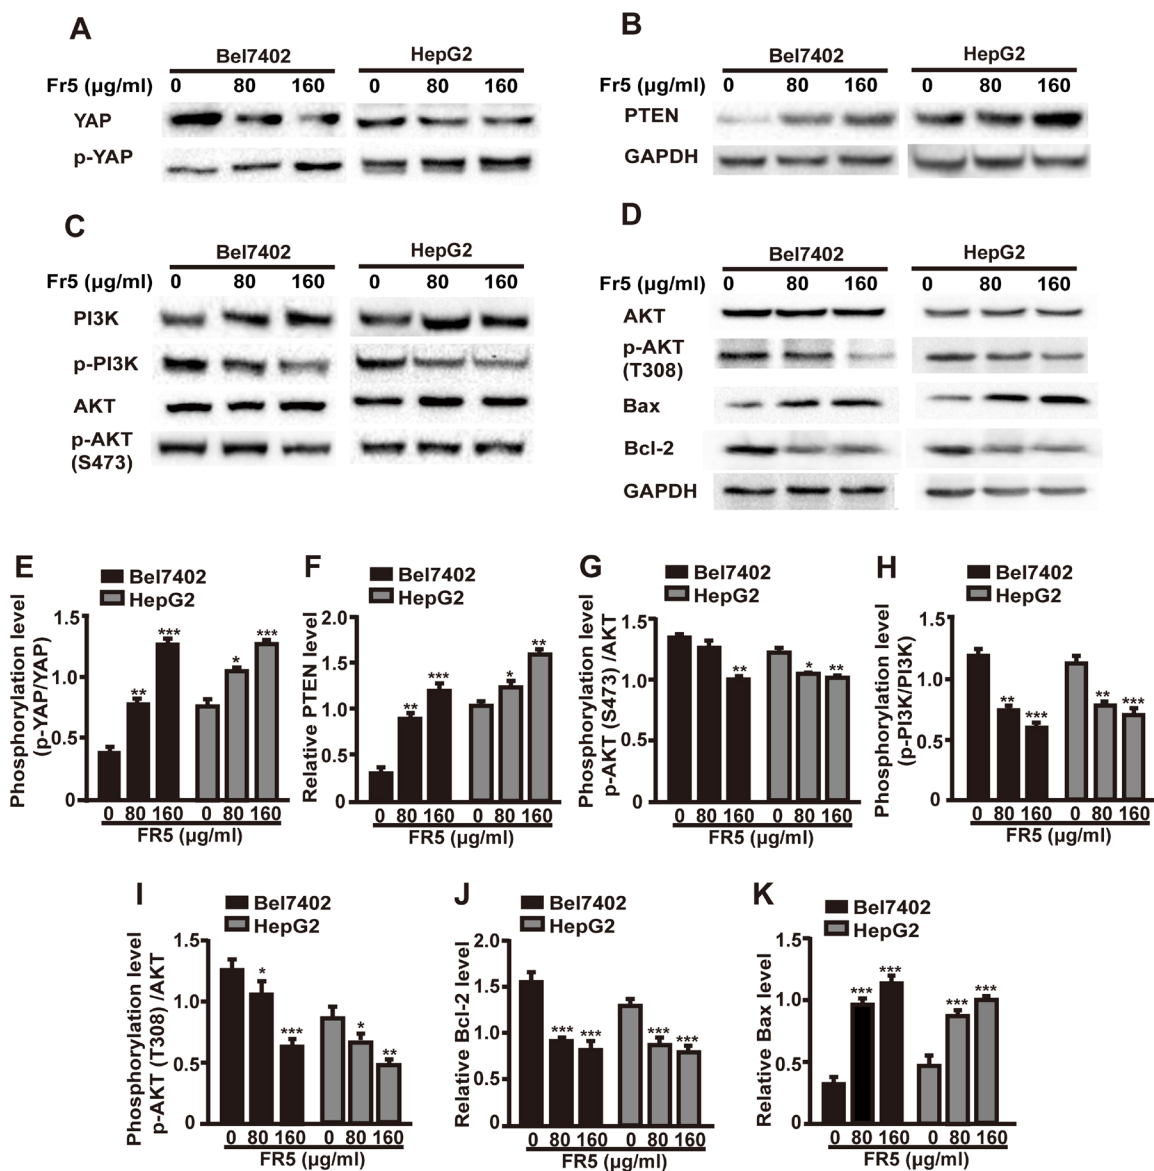 A
Bel7402 HepG2
Fr5 (μg/ml) 0 80 160 0 80 160
YAP
p-YAP
B
Bel7402 HepG2
Fr5 (μg/ml) 0 80 160 0 80 160
PTEN
GAPDH
C
Bel7402 HepG2
Fr5 (μg/ml) 0 80 160 0 80 160
PI3K
p-PI3K
AKT
p-AKT
(S473)
D
Bel7402 HepG2
Fr5 (μg/ml) 0 80 160 0 80 160
AKT
p-AKT
(T308)
Bax
Bcl-2
GAPDH
E
Bel7402
HepG2
Phosphorylation level
(p-YAP/YAP)
1.5
1.0
0.5
0
** *** * ***
0 80 160 0 80 160
FR5 (μg/ml)
F
Bel7402
HepG2
Relative PTEN level
2.0
1.5
1.0
0.5
0
** *** * **
0 80 160 0 80 160
FR5 (μg/ml)
G
Bel7402
HepG2
Phosphorylation level
p-AKT (S473) /AKT
1.5
1.0
0.5
0
** * **
0 80 160 0 80 160
FR5 (μg/ml)
H
Bel7402
HepG2
Phosphorylation level
(p-PI3K/PI3K)
1.5
1.0
0.5
0
** *** ** ***
0 80 160 0 80 160
FR5 (μg/ml)
I
Bel7402
HepG2
Phosphorylation level
p-AKT (T308) /AKT
1.5
1.0
0.5
0
* *** * **
0 80 160 0 80 160
FR5 (μg/ml)
J
Bel7402
HepG2
Relative Bcl-2 level
2.0
1.5
1.0
1.5
0
*** *** *** ***
0 80 160 0 80 160
FR5 (μg/ml)
K
Bel7402
HepG2
Relative Bax level
1.5
1.0
0.5
0
*** *** *** ***
0 80 160 0 80 160
FR5 (μg/ml)